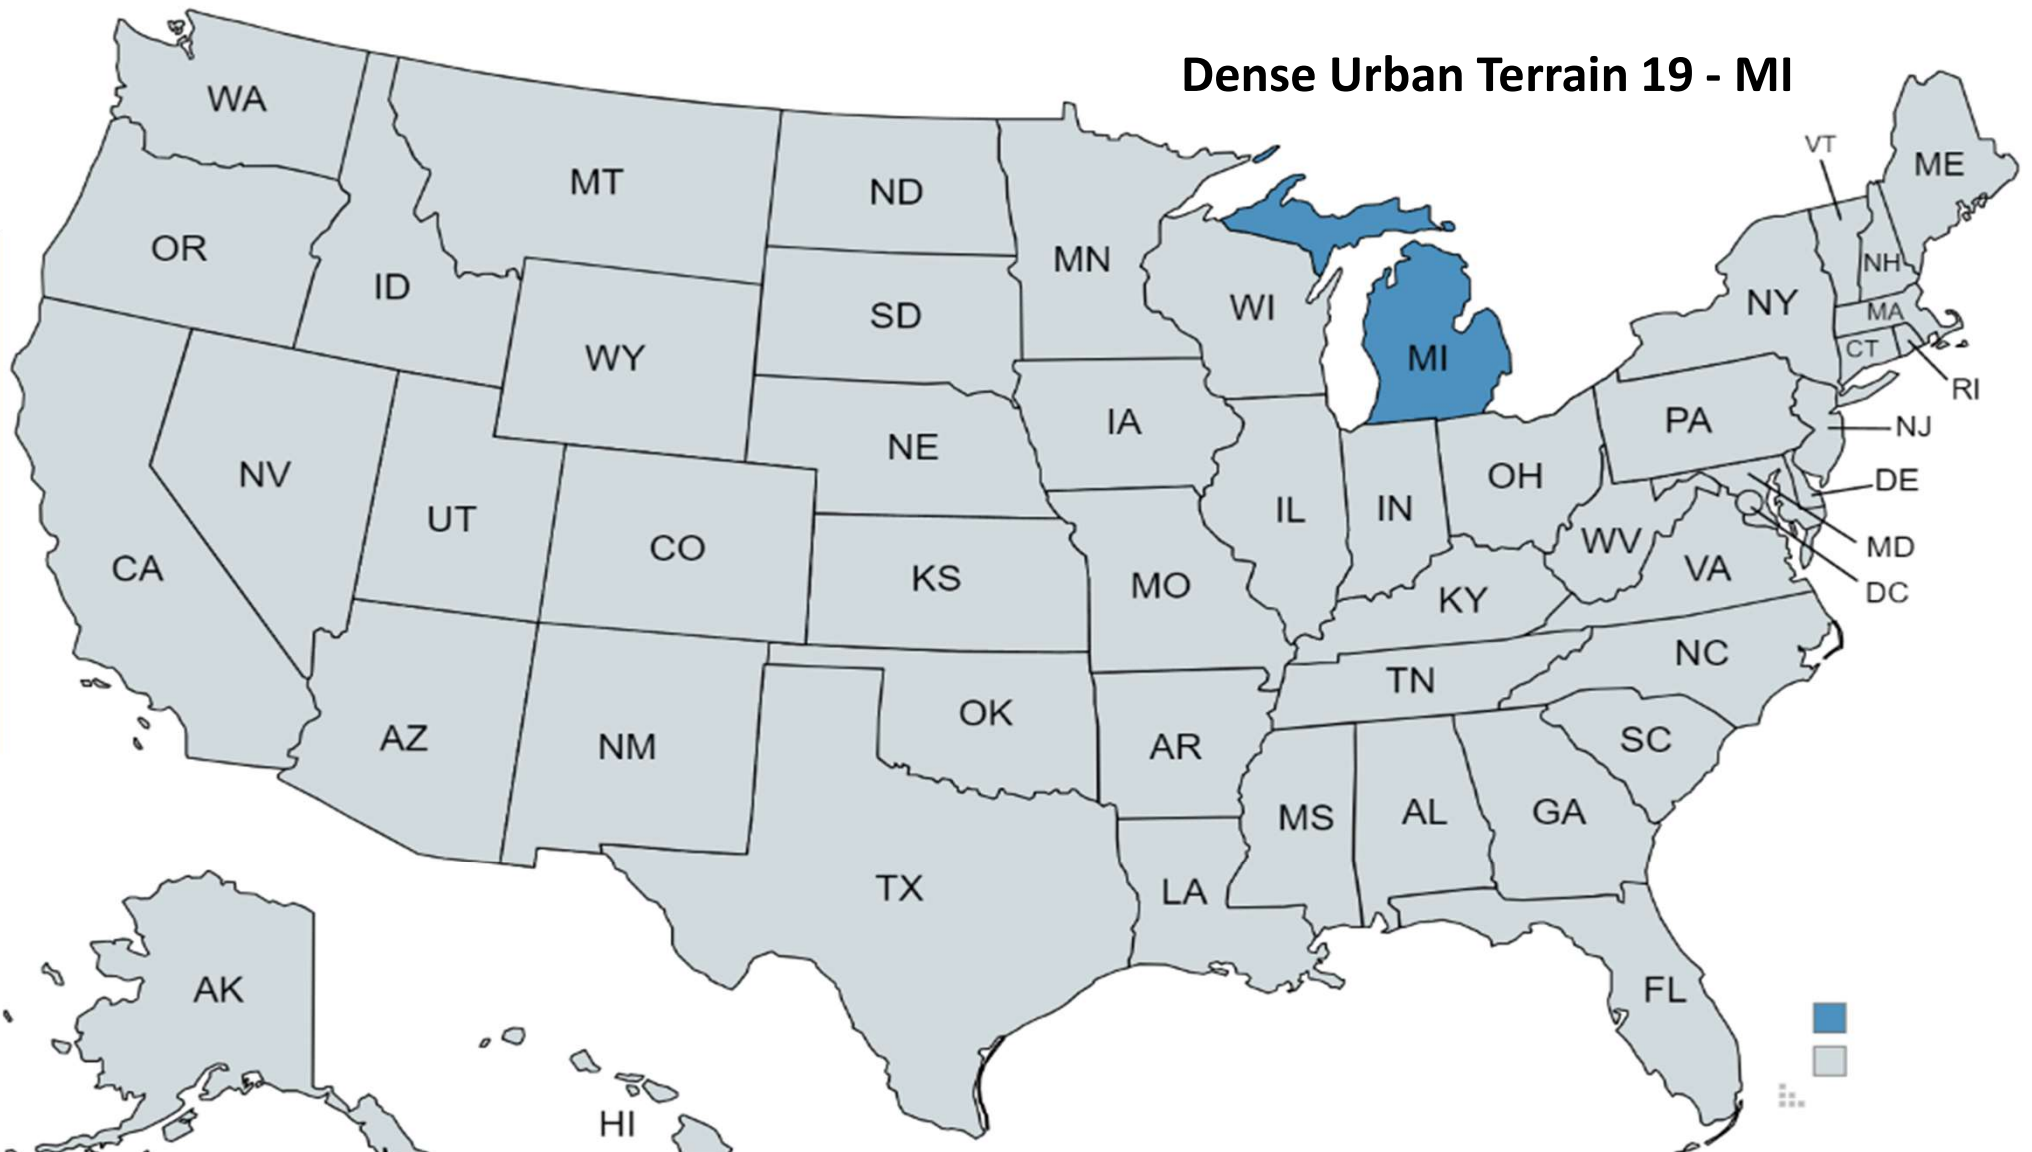 Dense Urban Terrain 19 - MI
WA
MT
ND
MN
VT
ME
OR
ID
SD
WI
NH
NY
MA
WY
MI
CT
RI
IA
PA
NJ
NE
NV
OH
DE
UT
IL
IN
CO
WV
MD
CA
KS
MO
VA
DC
KY
NC
TN
OK
AZ
NM
AR
SC
MS
AL
GA
TX
LA
AK
FL
HI